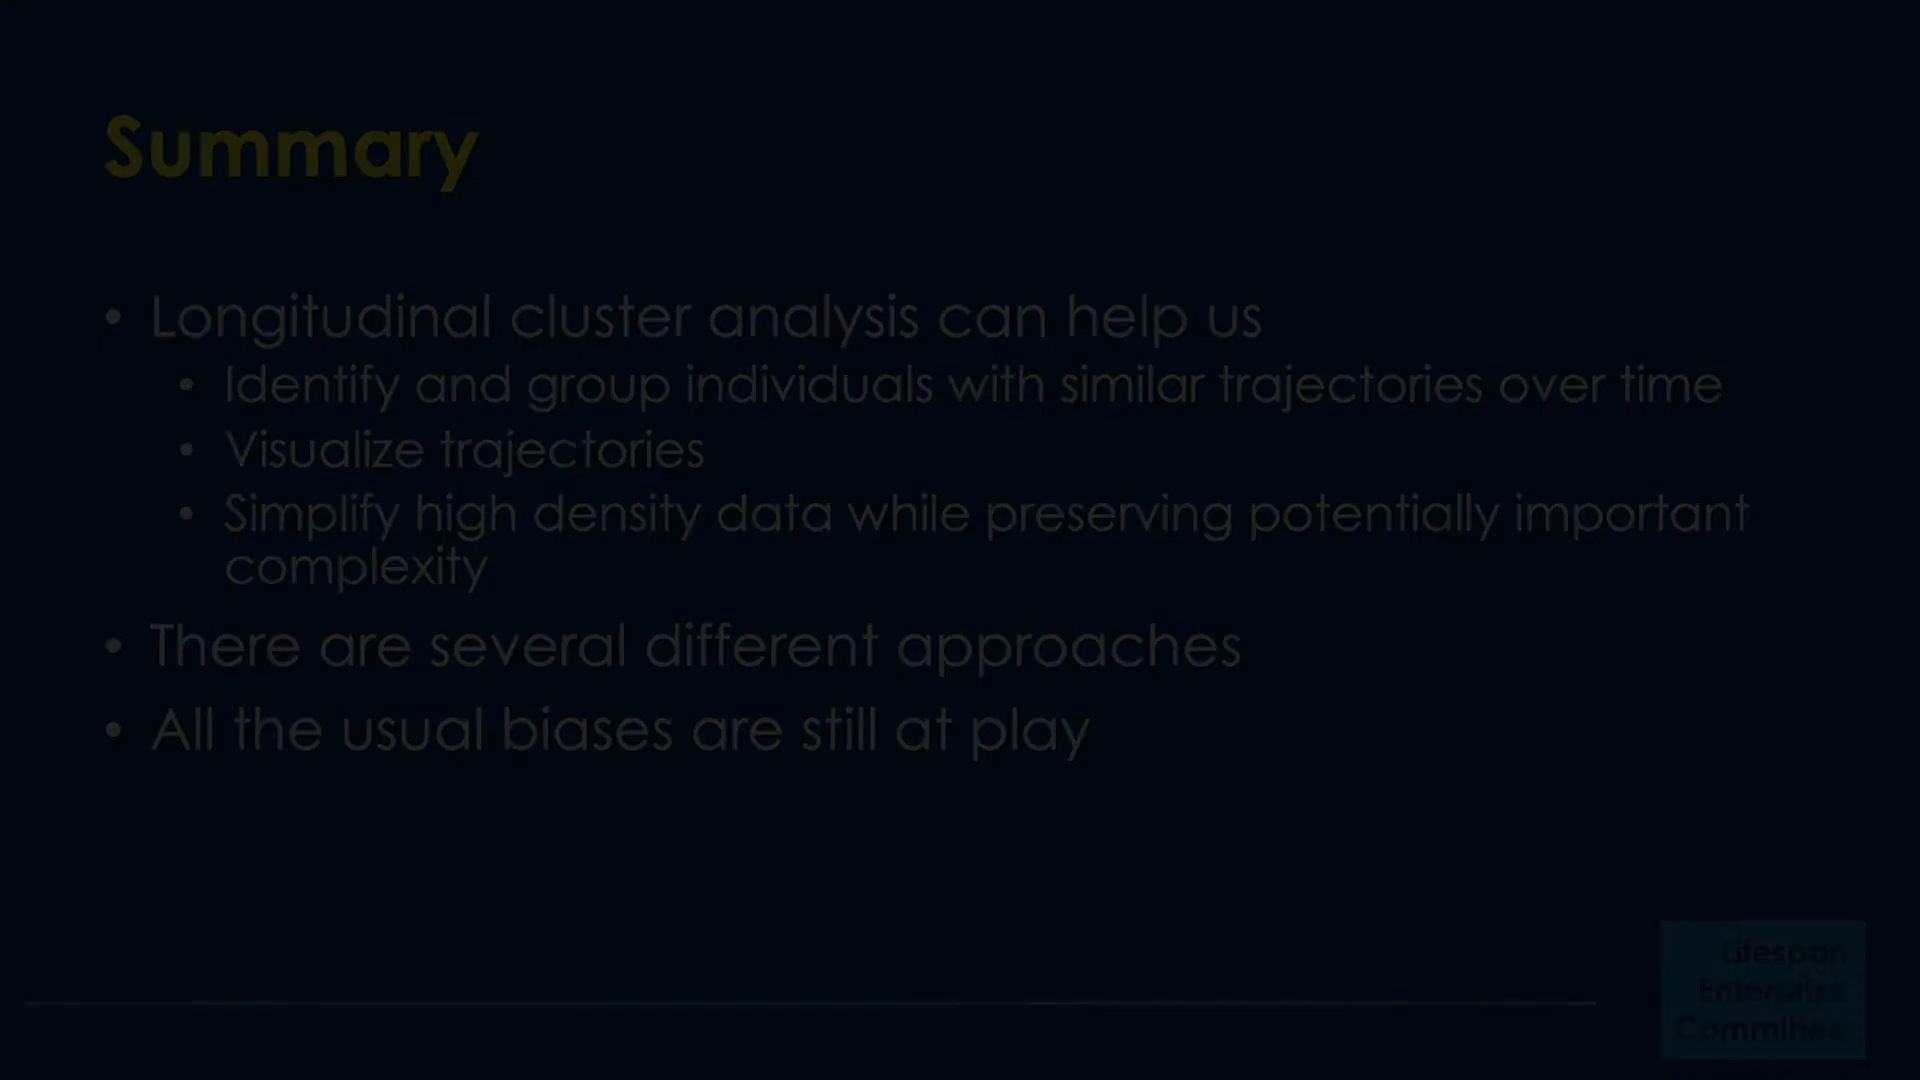 Summary
• Longitudinal cluster analysis can help us
• Identify and group individuals with similar trajectories over time
• Visualize trajectories
• Simplify high density data while preserving potentially important
complexity
• There are several different approaches
• All the usual biases are still at play
Lifespan
Enterprise
Committee